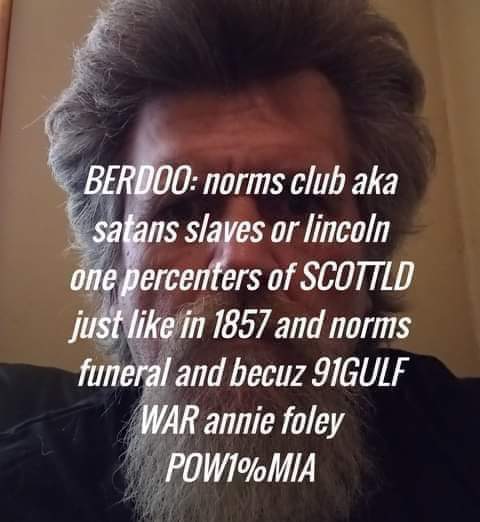 BERDOO: norms club aka
satans slaves or lincoln
one percenters of SCOTTLD
just like in 1857 and norms
funeral and becuz 91GULF
WAR annie foley
POW1%MIA